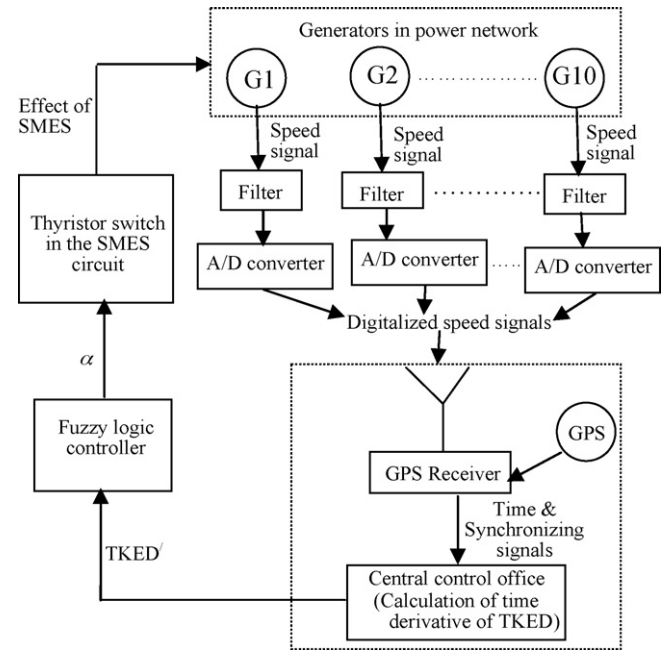 Generators in power network
G1
G2
G10
Effect of
SMES
Speed
signal
Speed
signal
Speed
signal
Filter
Filter
Filter
Thyristor switch
in the SMES
circuit
A/D converter
A/D converter
A/D converter
Digitalized speed signals
α
Fuzzy logic
controller
GPS
GPS Receiver
Time &
Synchronizing
signals
TKED/
Central control office
(Calculation of time
derivative of TKED)